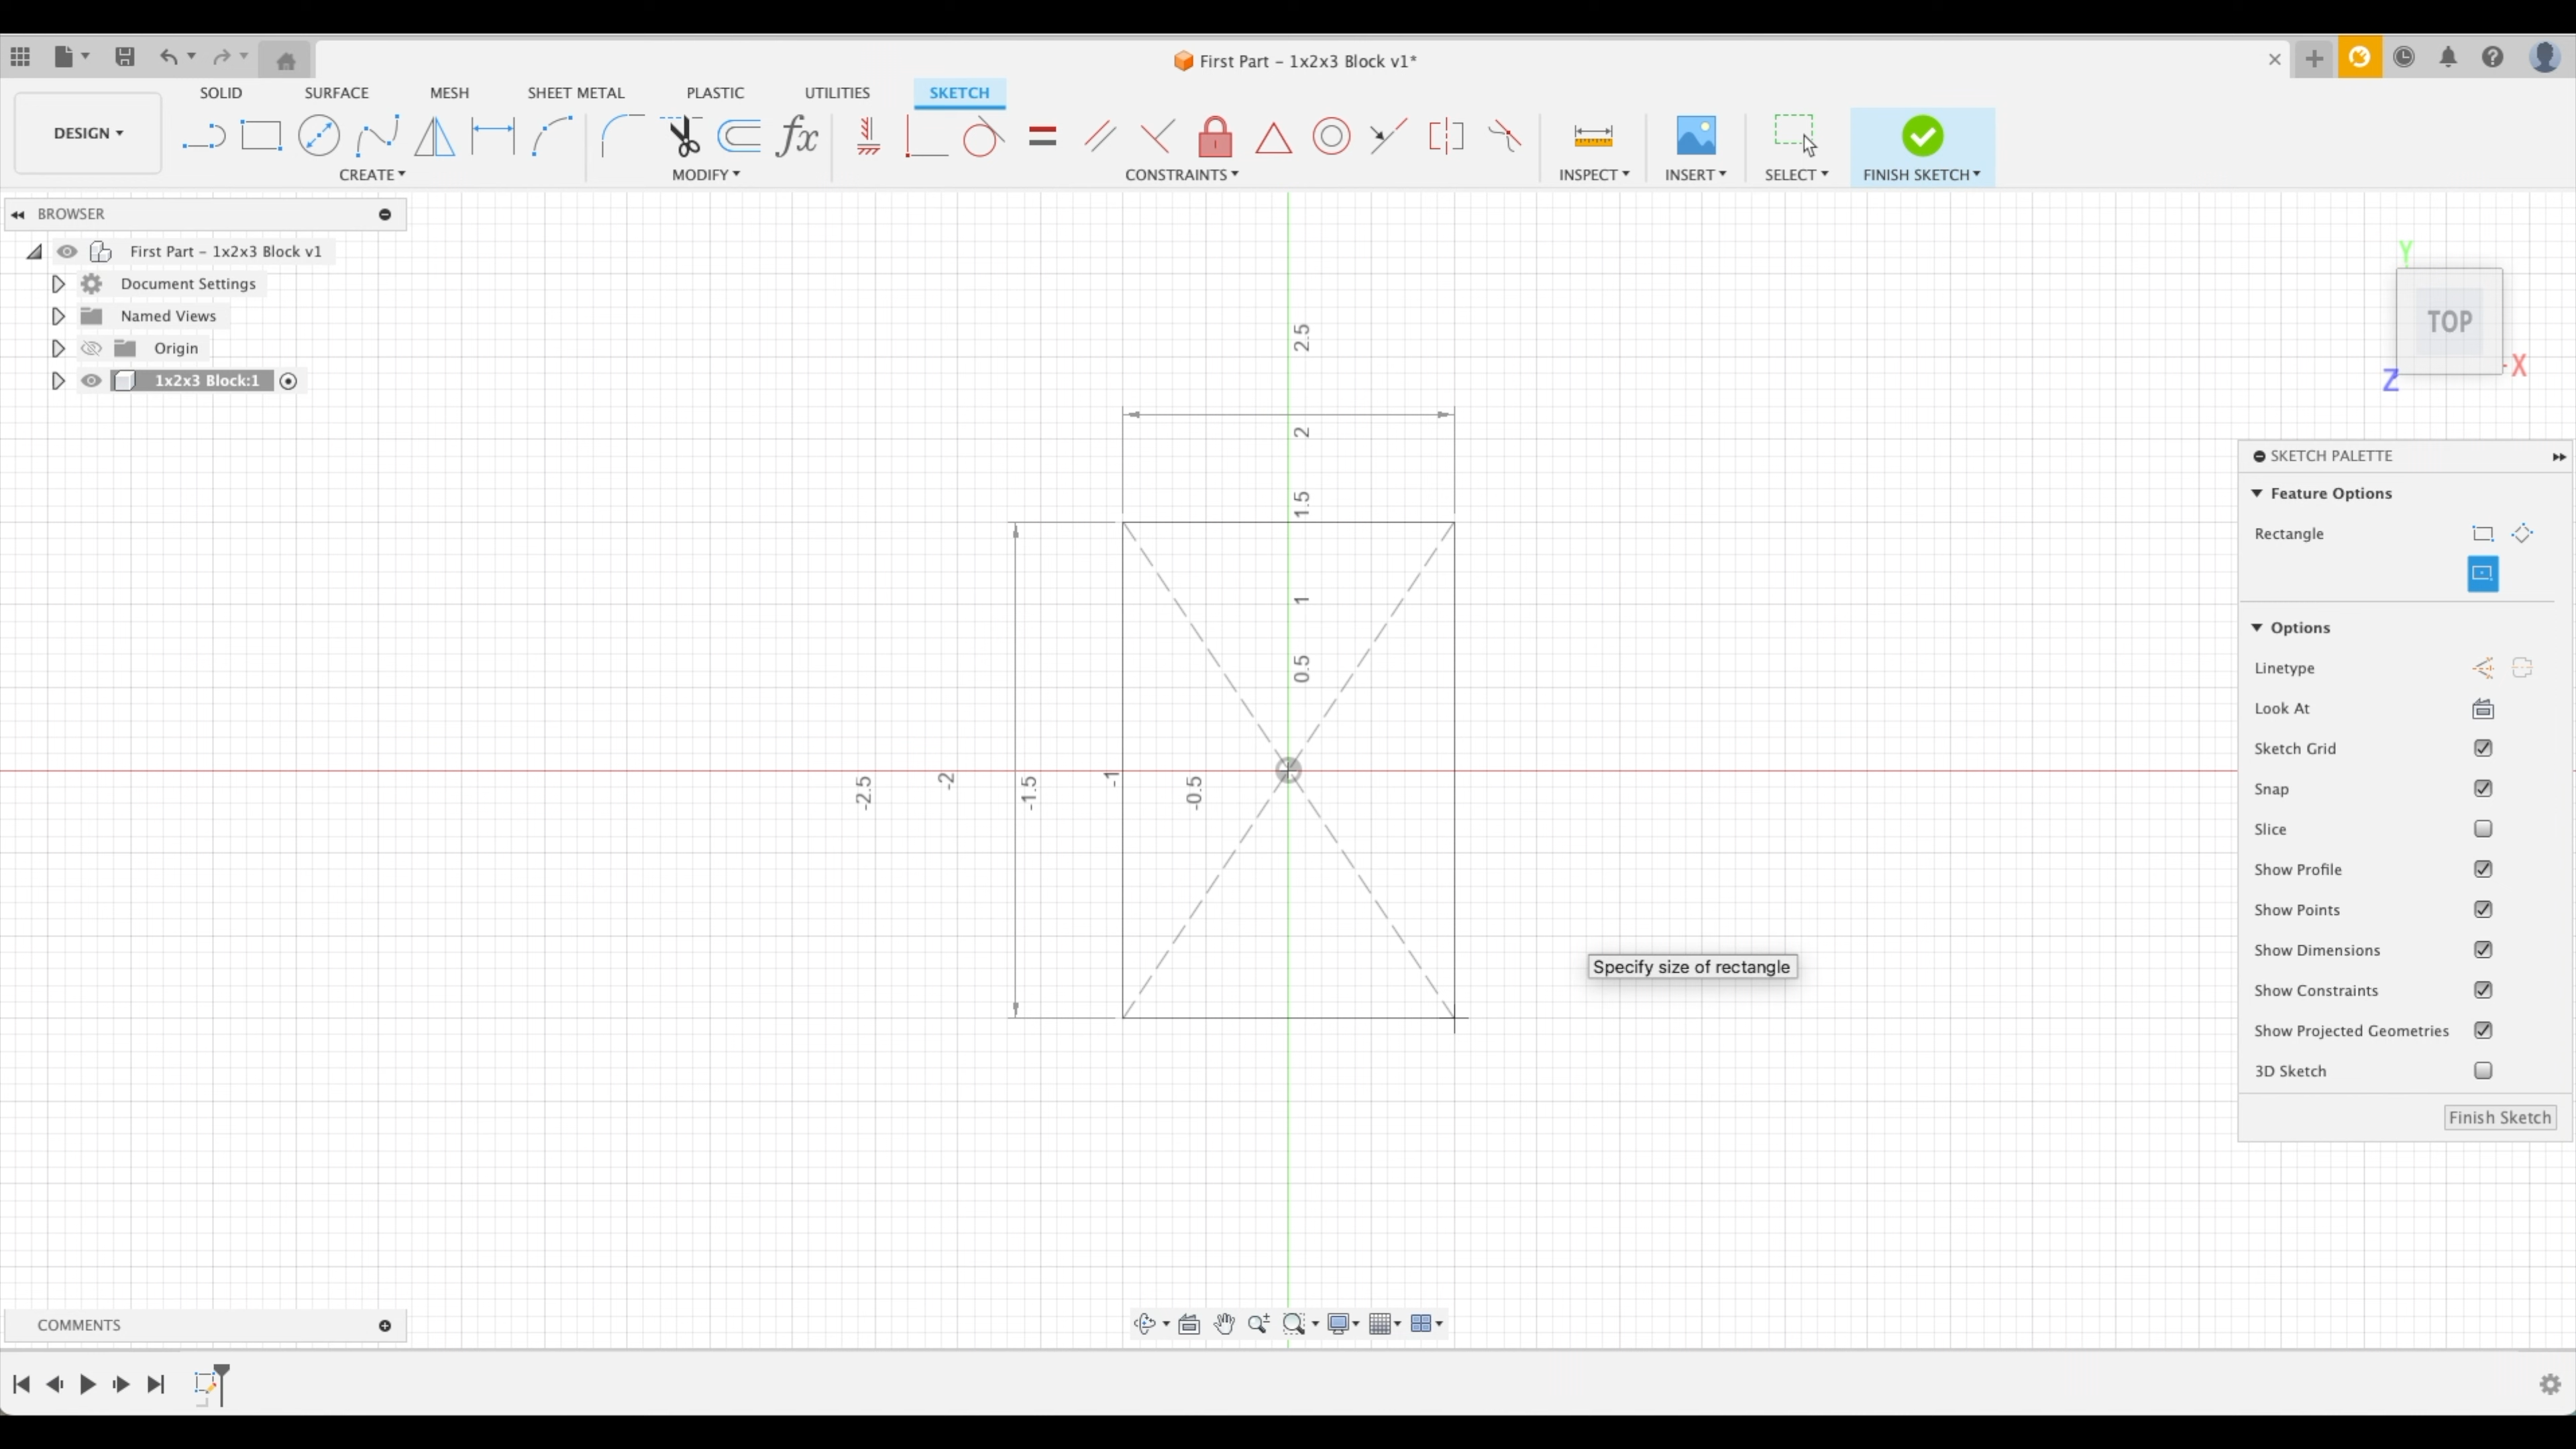 First Part – 1x2x3 Block v1*
SOLID SURFACE MESH SHEET METAL PLASTIC UTILITIES SKETCH
DESIGN
fx
CREATE MODIFY CONSTRAINTS INSPECT INSERT SELECT FINISH SKETCH
BROWSER
First Part – 1x2x3 Block v1
Document Settings
Named Views
Origin
1x2x3 Block:1
Y
TOP
X
Z
2.5
2
1.5
1
0.5
-2.5
-2
-1.5
-1
-0.5
Specify size of rectangle
SKETCH PALETTE
Feature Options
Rectangle
Options
Linetype
Look At
Sketch Grid
Snap
Slice
Show Profile
Show Points
Show Dimensions
Show Constraints
Show Projected Geometries
3D Sketch
Finish Sketch
COMMENTS